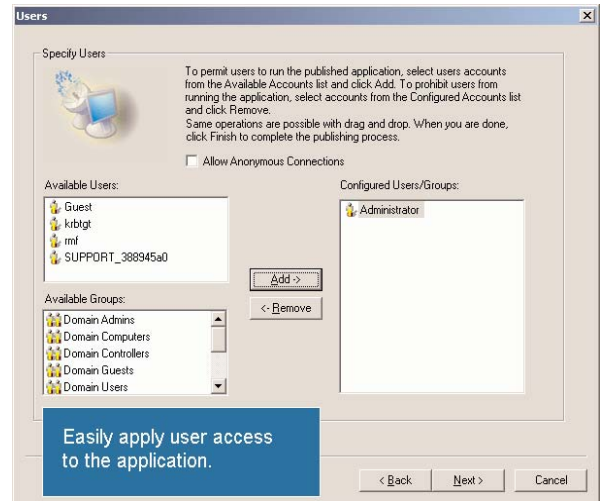 Users
Specify Users
To permit users to run the published application, select users accounts
from the Available Accounts list and click Add. To prohibit users from
running the application, select accounts from the Configured Accounts list
and click Remove.
Same operations are possible with drag and drop. When you are done,
click Finish to complete the publishing process.
Allow Anonymous Connections
Available Users:
Guest
krbtgt
rmf
SUPPORT_388945a0
Available Groups:
Domain Admins
Domain Computers
Domain Controllers
Domain Guests
Domain Users
Add ->
<- Remove
Configured Users/Groups:
Administrator
Easily apply user access
to the application.
< Back
Next >
Cancel